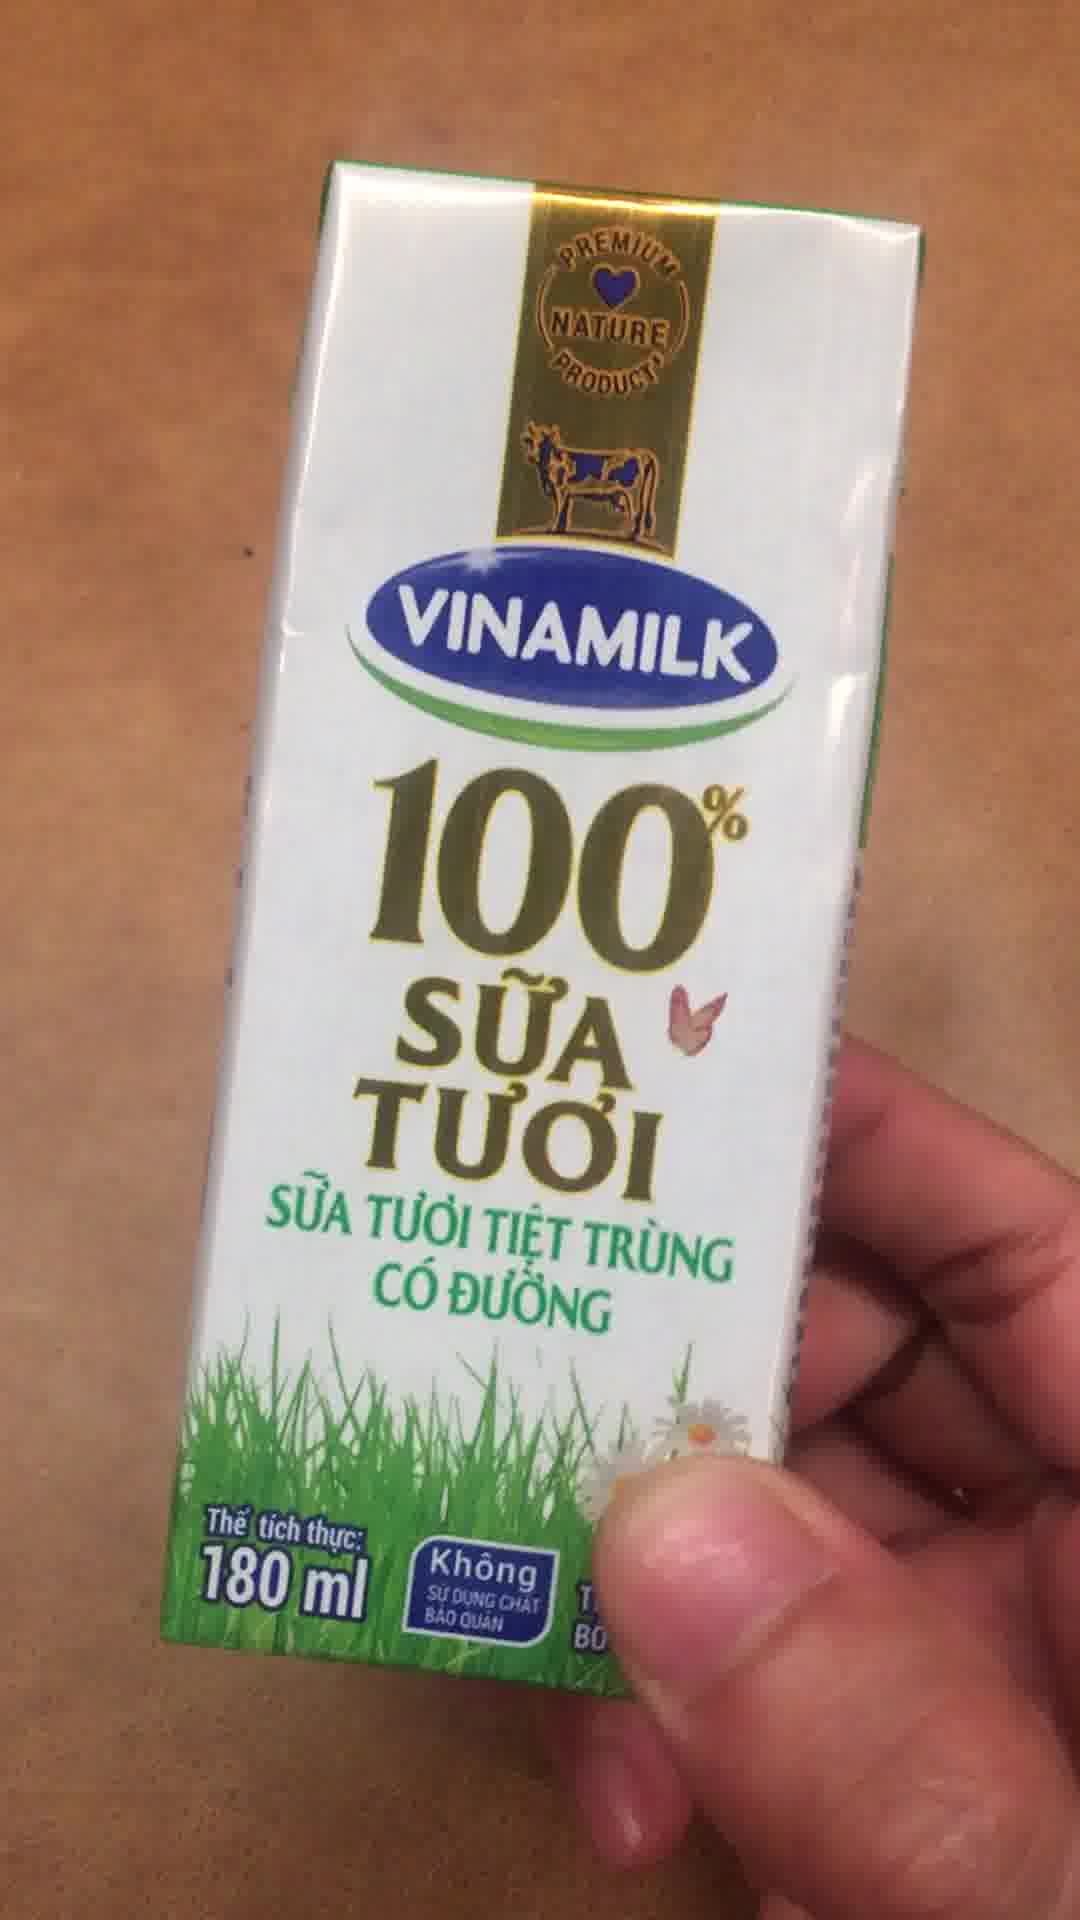 PREMIUM
NATURE
PRODUCT
VINAMILK
100%
SỮA
TƯƠI
SỮA TƯƠI TIỆT TRÙNG
CÓ ĐƯỜNG
Thể tích thực:
180 ml
Không
SỬ DỤNG CHẤT
BẢO QUẢN